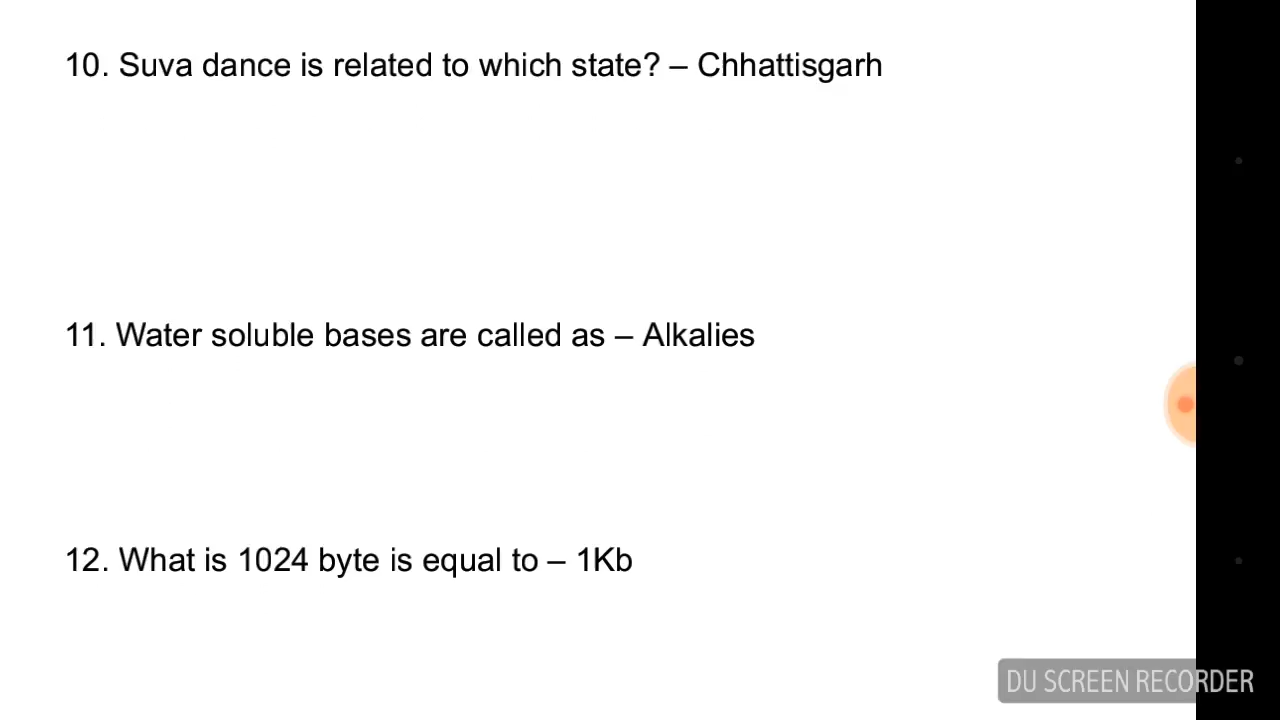 10. Suva dance is related to which state? – Chhattisgarh
11. Water soluble bases are called as – Alkalies
12. What is 1024 byte is equal to – 1Kb
DU SCREEN RECORDER